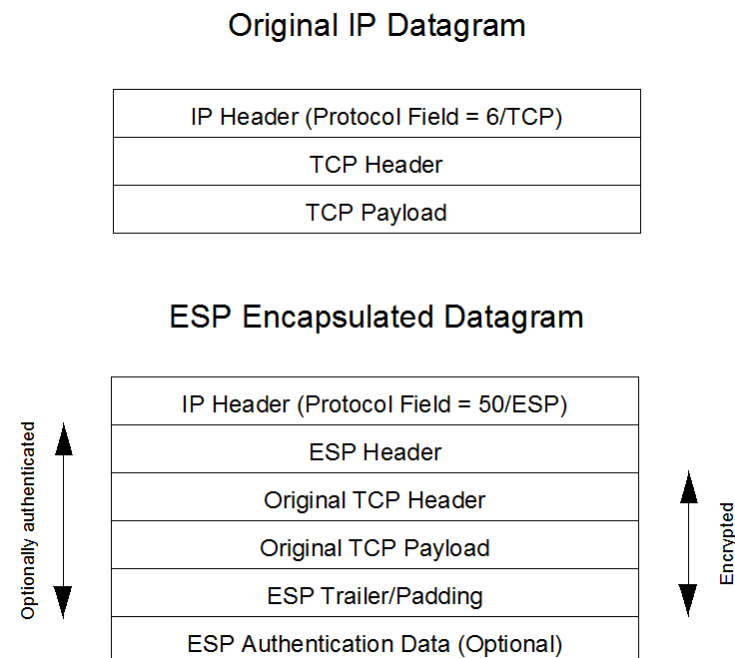 Original IP Datagram
IP Header (Protocol Field = 6/TCP)
TCP Header
TCP Payload
ESP Encapsulated Datagram
IP Header (Protocol Field = 50/ESP)
ESP Header
Original TCP Header
Original TCP Payload
ESP Trailer/Padding
ESP Authentication Data (Optional)
Optionally authenticated
Encrypted